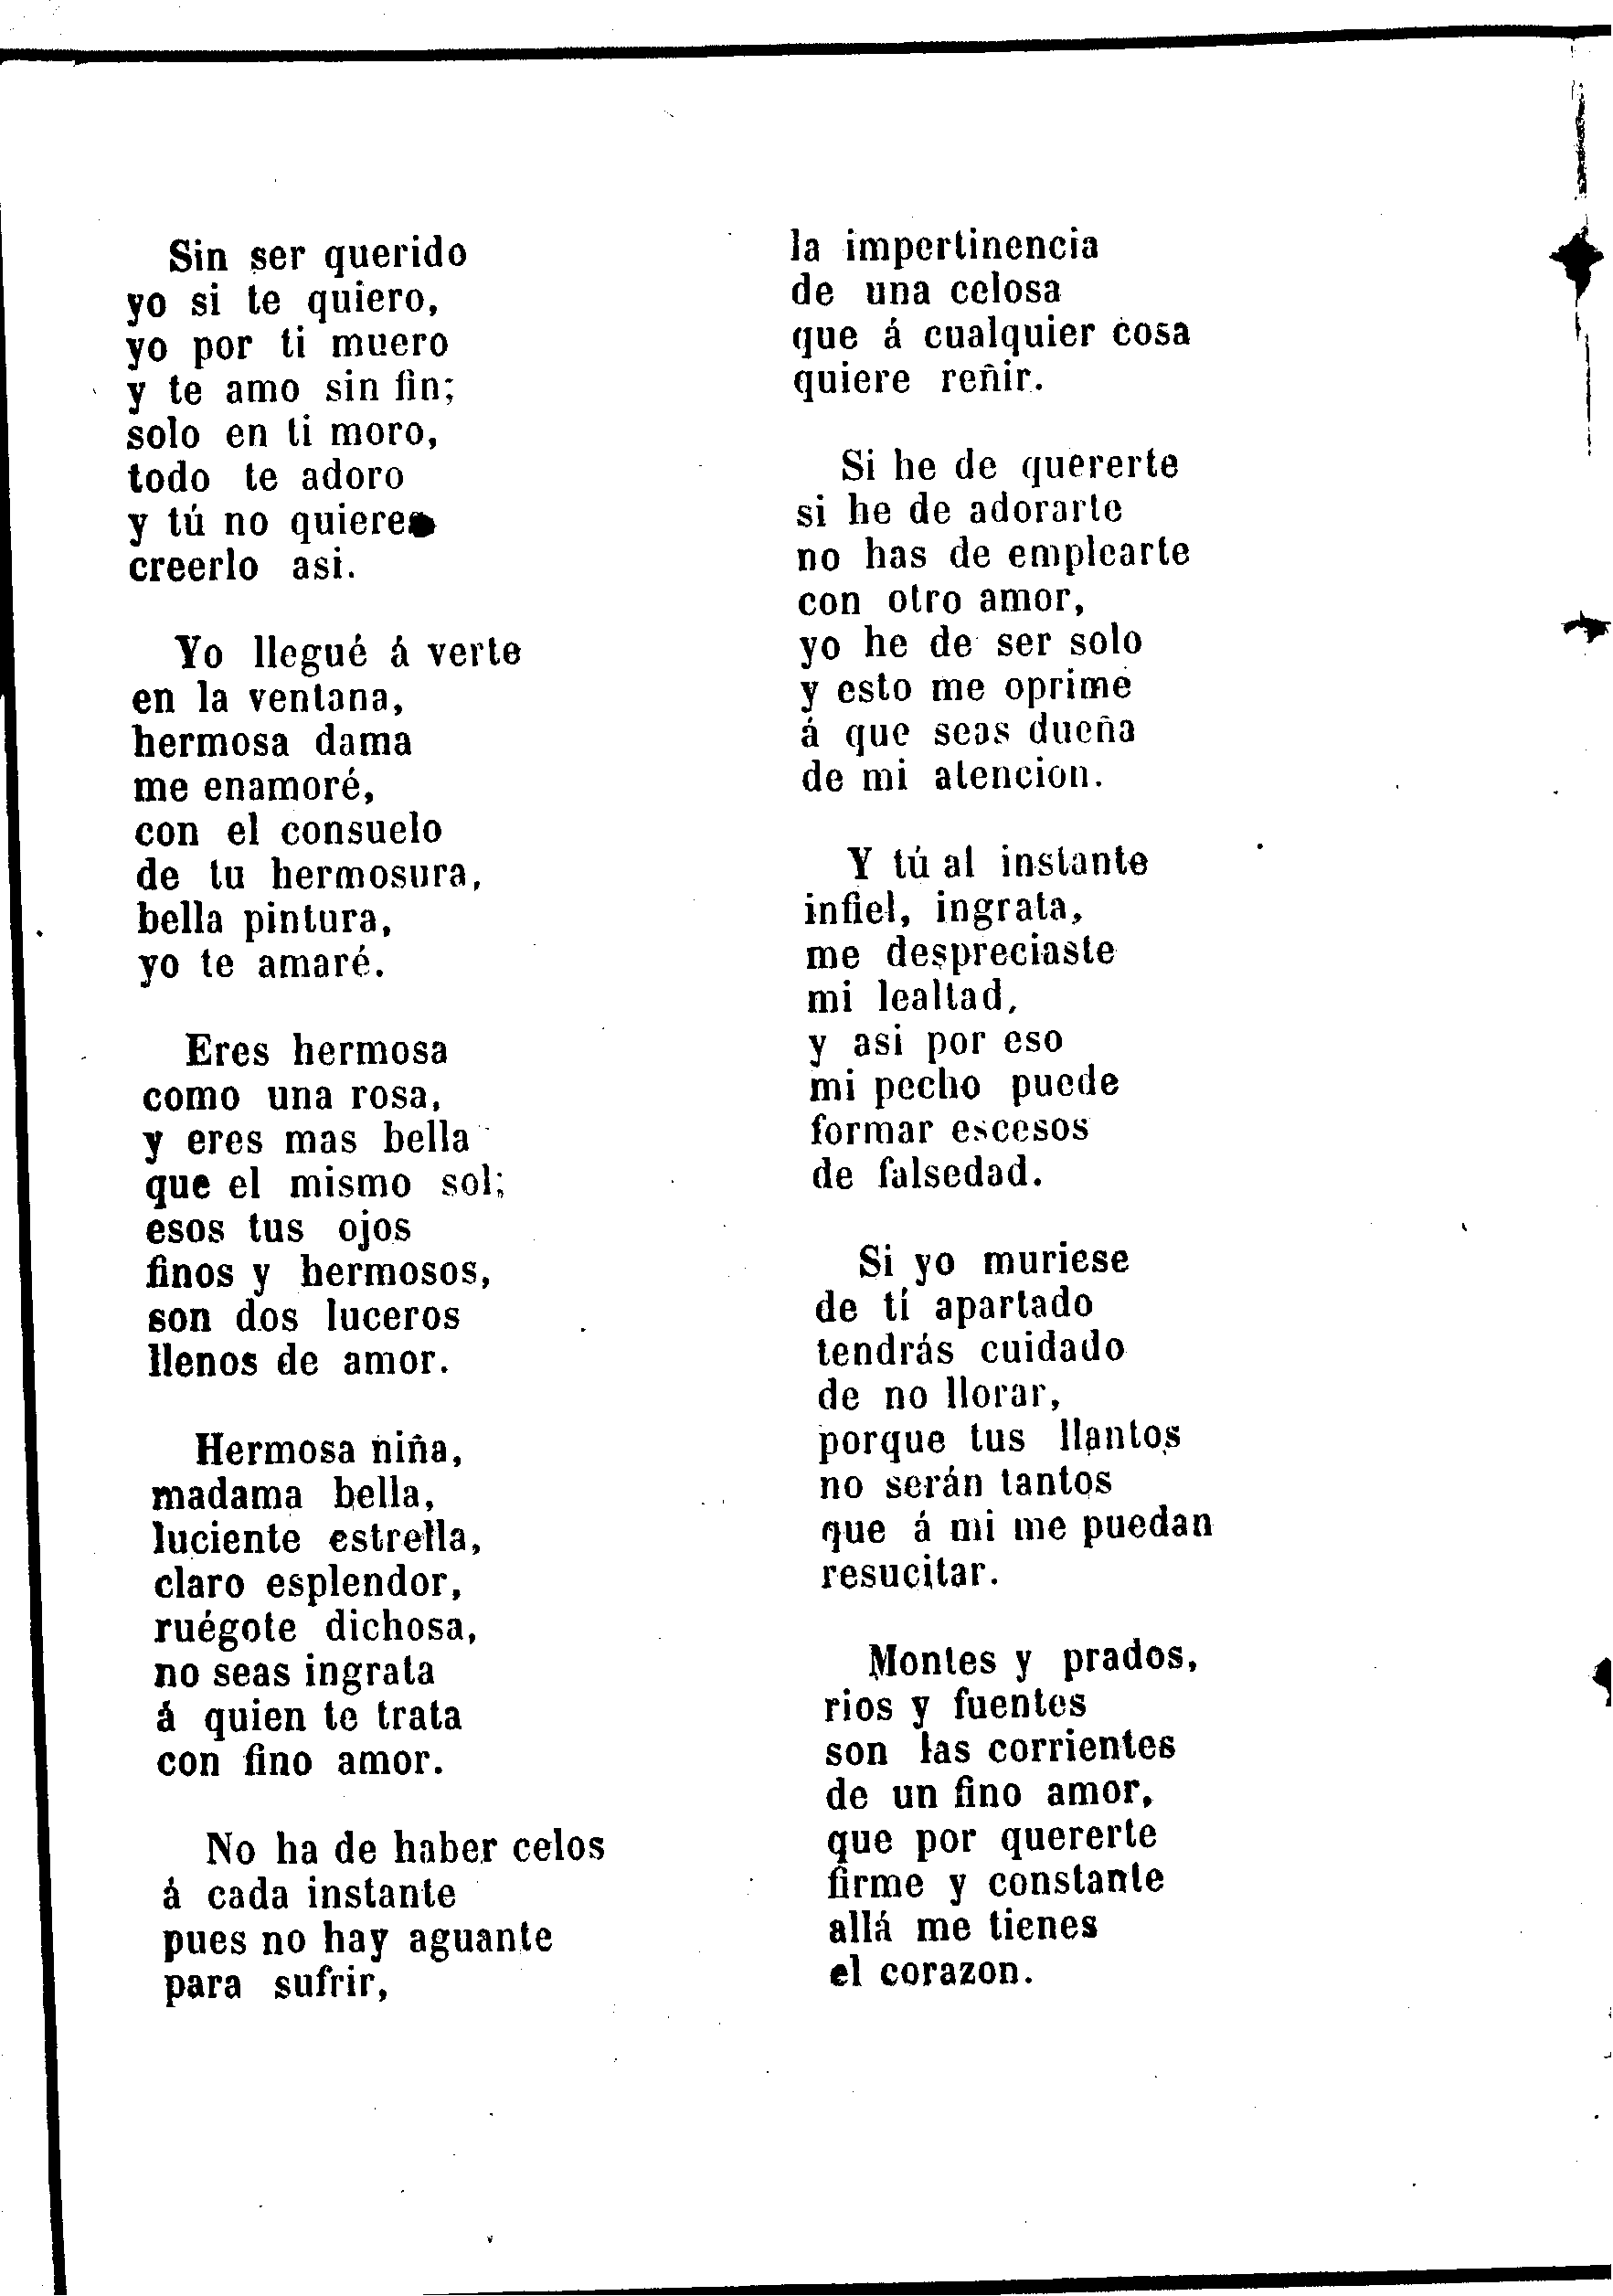 Sin ser querido
yo si te quiero,
yo por ti muero
y te amo sin fin;
solo en ti moro,
todo te adoro
y tú no quieres
creerlo asi.
Yo llegué á verte
en la ventana,
hermosa dama
me enamoré,
con el consuelo
de tu hermosura,
bella pintura,
yo te amaré.
Eres hermosa
como una rosa,
y eres mas bella
que el mismo sol;
esos tus ojos
finos y hermosos,
son dos luceros
llenos de amor.
Hermosa niña,
madama bella,
luciente estrella,
claro esplendor,
ruégote dichosa,
no seas ingrata
á quien te trata
con fino amor.
No ha de haber celos
á cada instante
pues no hay aguante
para sufrir,
la impertinencia
de una celosa
que á cualquier cosa
quiere reñir.
Si he de quererte
si he de adorarte
no has de emplearte
con otro amor,
yo he de ser solo
y esto me oprime
á que seas dueña
de mi atencion.
Y tú al instante
infiel, ingrata,
me despreciaste
mi lealtad,
y asi por eso
mi pecho puede
formar escesos
de falsedad.
Si yo muriese
de tí apartado
tendrás cuidado
de no llorar,
porque tus llantos
no serán tantos
que á mi me puedan
resucitar.
Montes y prados,
rios y fuentes
son las corrientes
de un fino amor,
que por quererte
firme y constante
allá me tienes
el corazon.